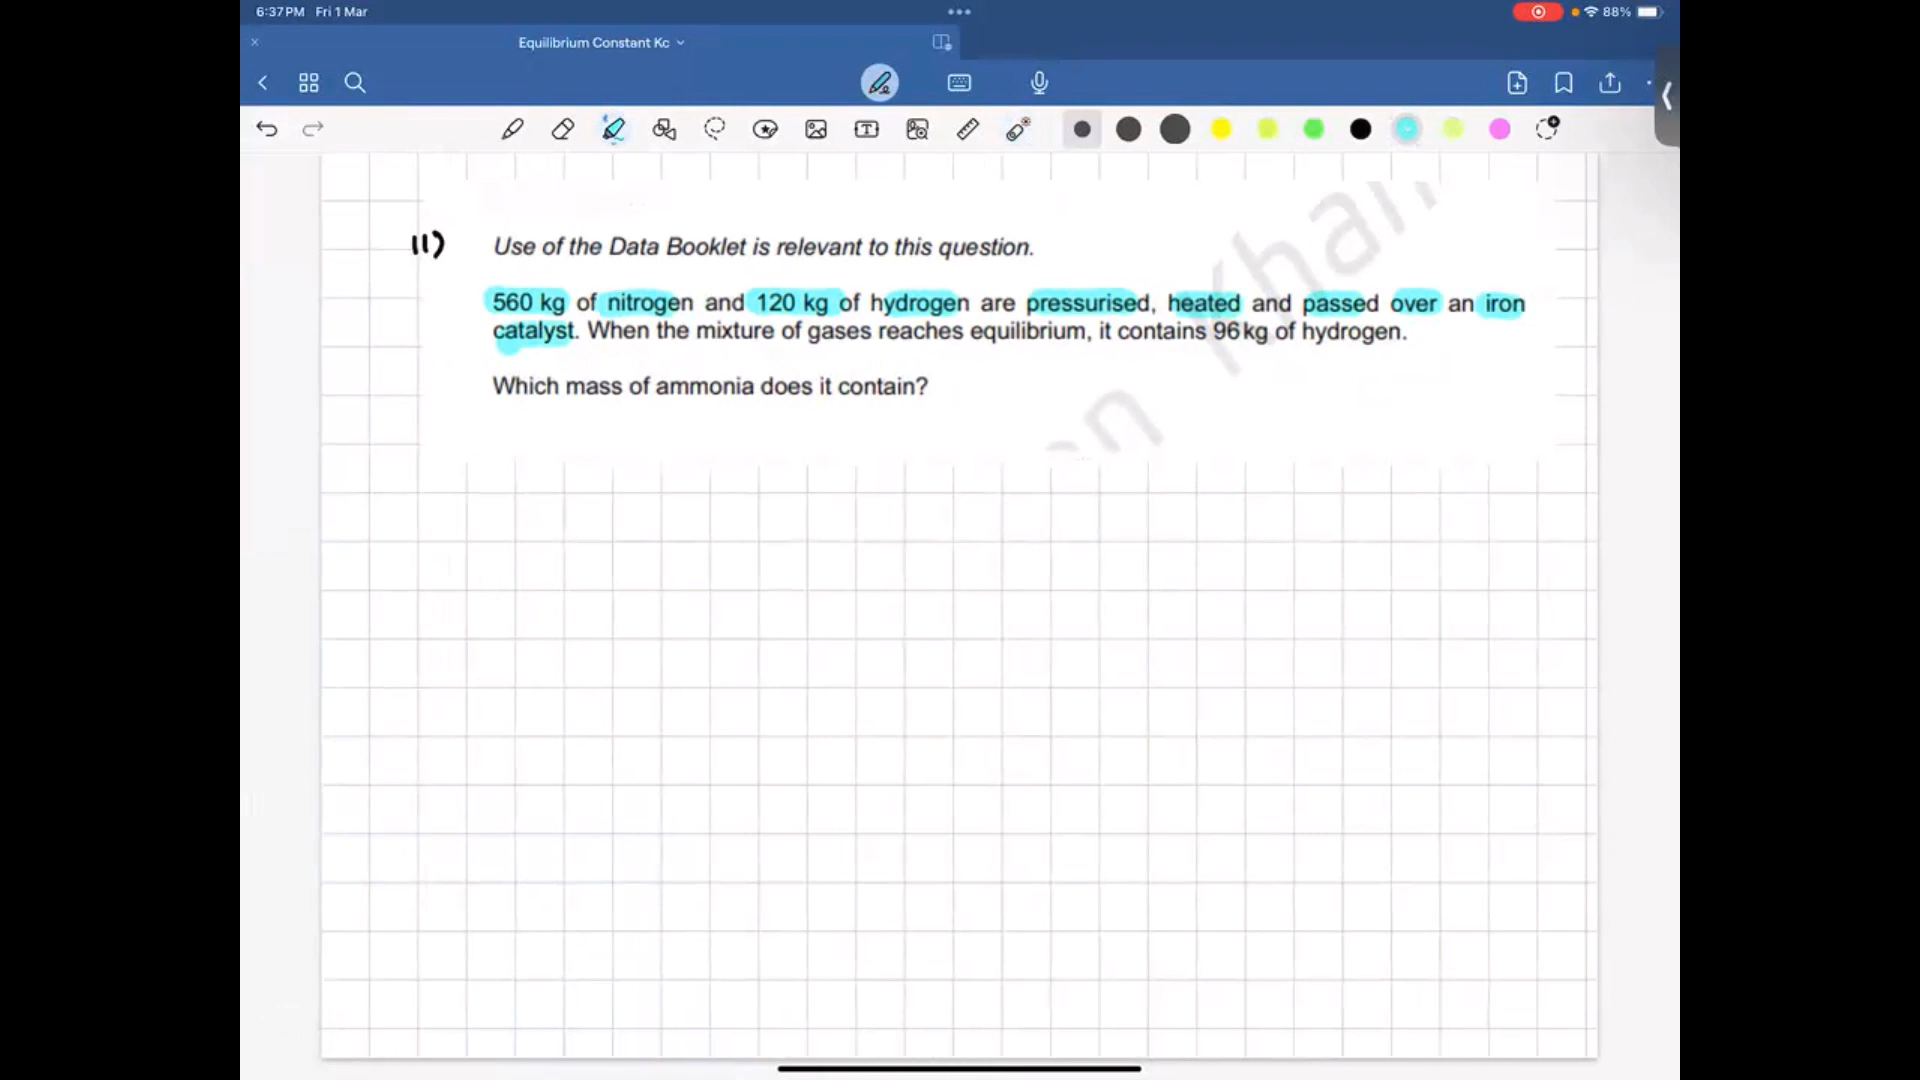 6:37 PM Fri 1 Mar
88%
Equilibrium Constant Kc
11)
Use of the Data Booklet is relevant to this question.
560 kg of nitrogen and 120 kg of hydrogen are pressurised, heated and passed over an iron
catalyst. When the mixture of gases reaches equilibrium, it contains 96 kg of hydrogen.
Which mass of ammonia does it contain?
Khan